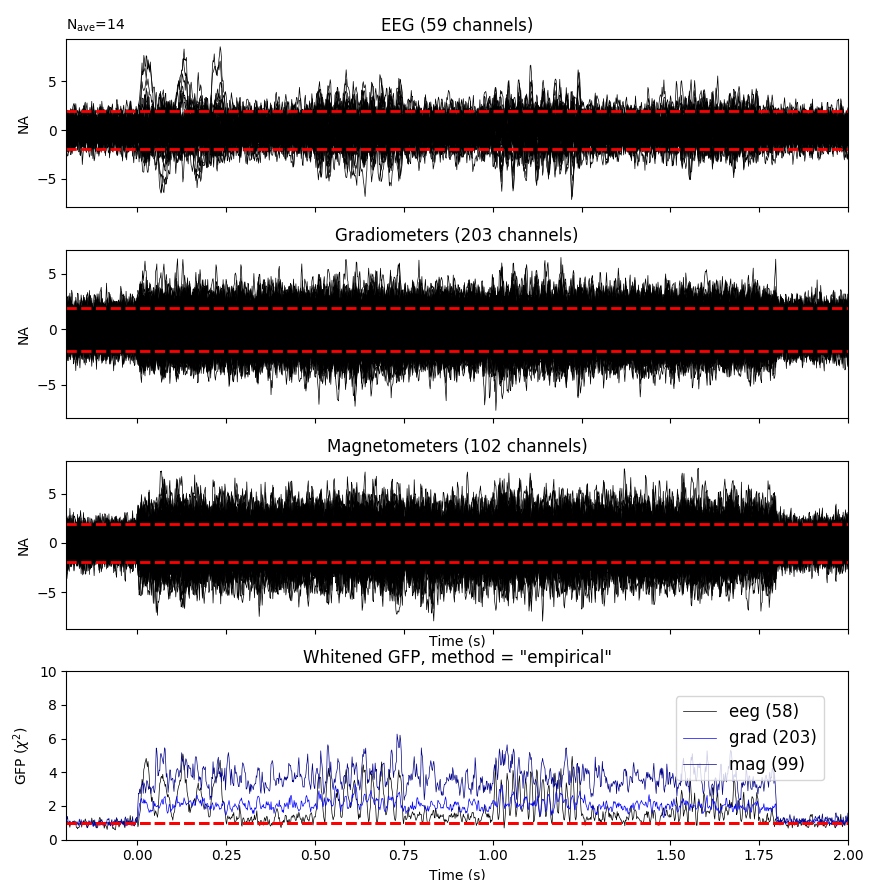 N_ave=14
EEG (59 channels)
5
0
−5
NA
Gradiometers (203 channels)
5
0
−5
NA
Magnetometers (102 channels)
5
0
−5
NA
Time (s)
Whitened GFP, method = "empirical"
10
8
6
4
2
0
GFP (χ²)
eeg (58)
grad (203)
mag (99)
0.00 0.25 0.50 0.75 1.00 1.25 1.50 1.75 2.00
Time (s)